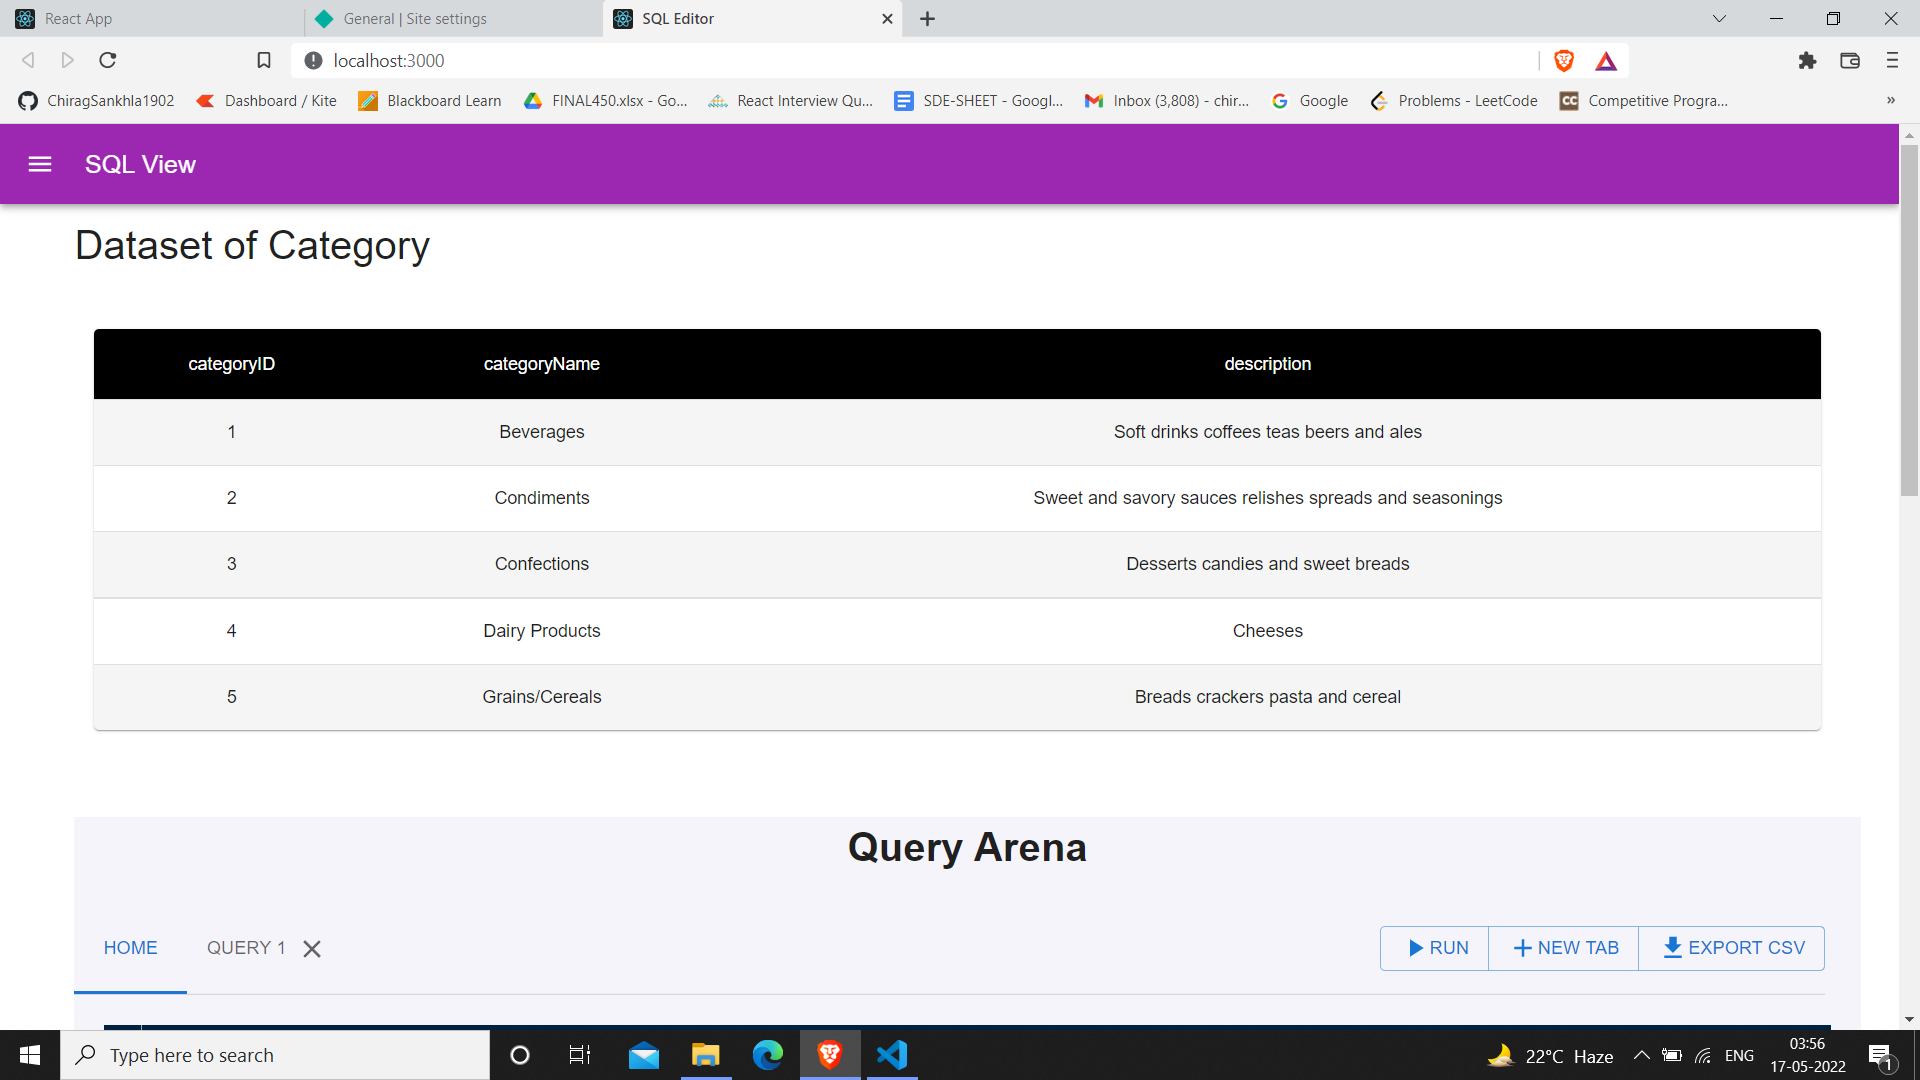 React App
General | Site settings
SQL Editor
localhost:3000
ChiragSankhla1902
Dashboard / Kite
Blackboard Learn
FINAL450.xlsx - Go...
React Interview Qu...
SDE-SHEET - Googl...
Inbox (3,808) - chir...
Google
Problems - LeetCode
CC
Competitive Progra...
»
SQL View
Dataset of Category
categoryID categoryName description
1 Beverages Soft drinks coffees teas beers and ales
2 Condiments Sweet and savory sauces relishes spreads and seasonings
3 Confections Desserts candies and sweet breads
4 Dairy Products Cheeses
5 Grains/Cereals Breads crackers pasta and cereal
Query Arena
HOME
QUERY 1
RUN
NEW TAB
EXPORT CSV
Type here to search
22°C Haze
ENG
03:56
17-05-2022
1